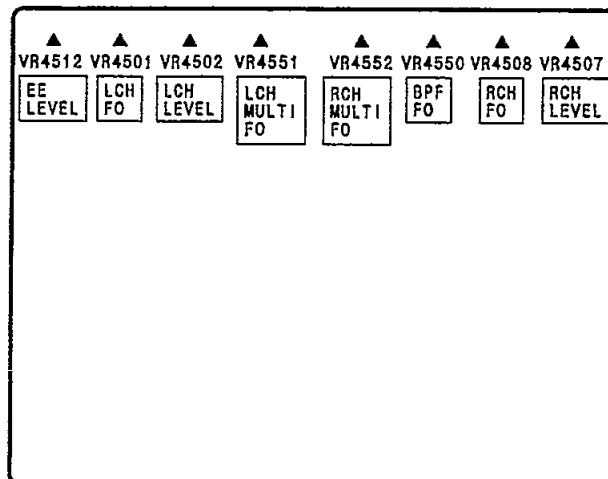 VR4512 VR4501 VR4502 VR4551 VR4552 VR4550 VR4508 VR4507
EE LEVEL
LCH FO
LCH LEVEL
LCH MULTI FO
RCH MULTI FO
BPF FO
RCH FO
RCH LEVEL